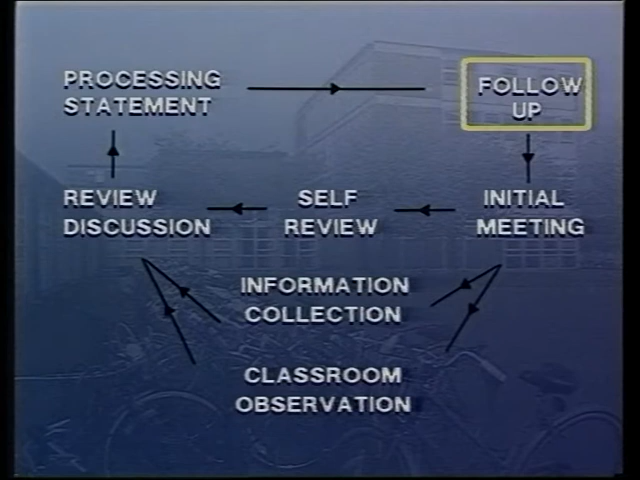 PROCESSING
STATEMENT
FOLLOW
UP
REVIEW
DISCUSSION
SELF
REVIEW
INITIAL
MEETING
INFORMATION
COLLECTION
CLASSROOM
OBSERVATION